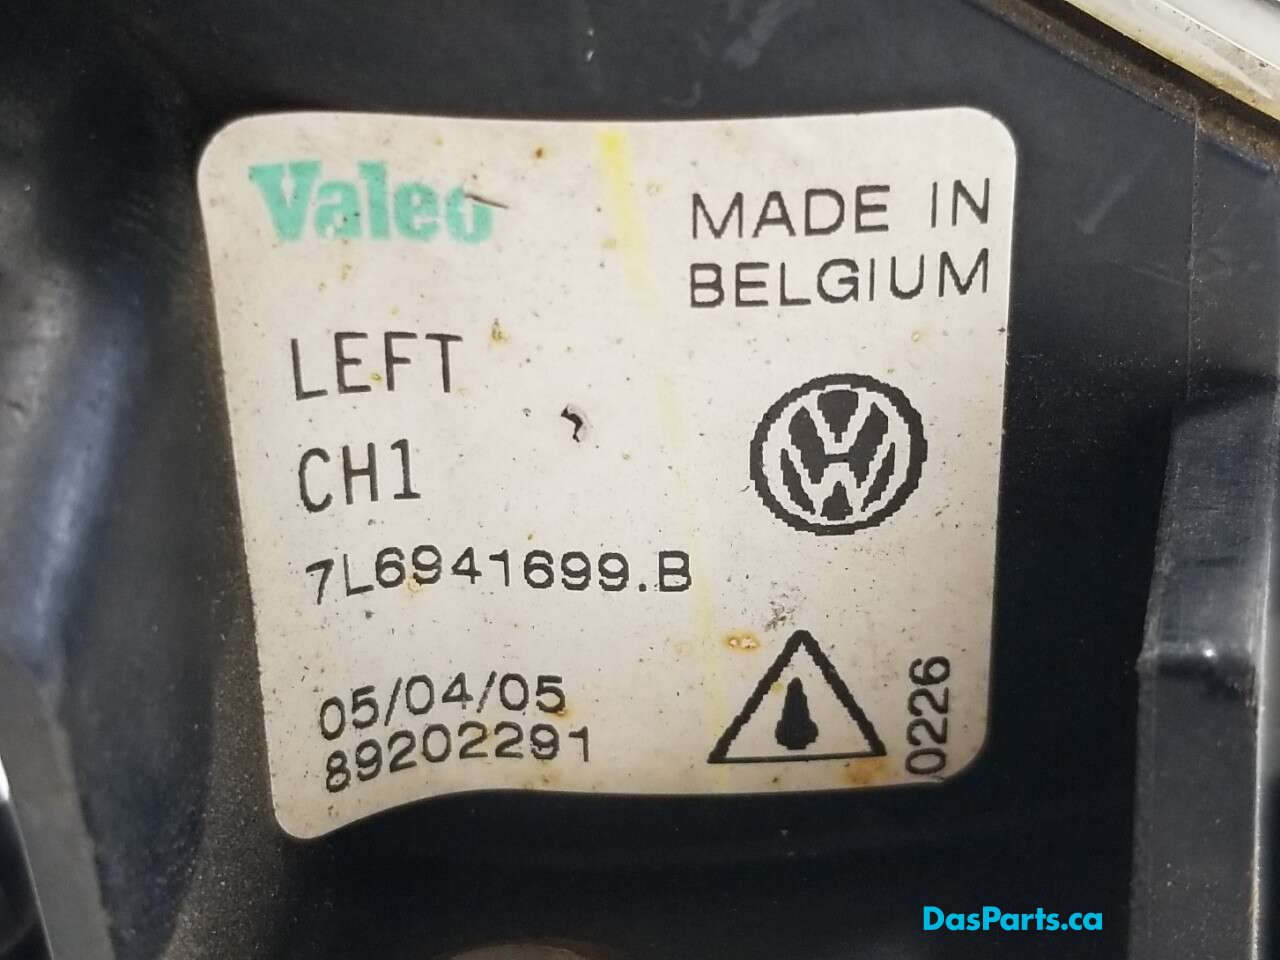 Valeo
MADE IN
BELGIUM
LEFT
CH1
7L6941699.B
05/04/05
89202291
0226
DasParts.ca